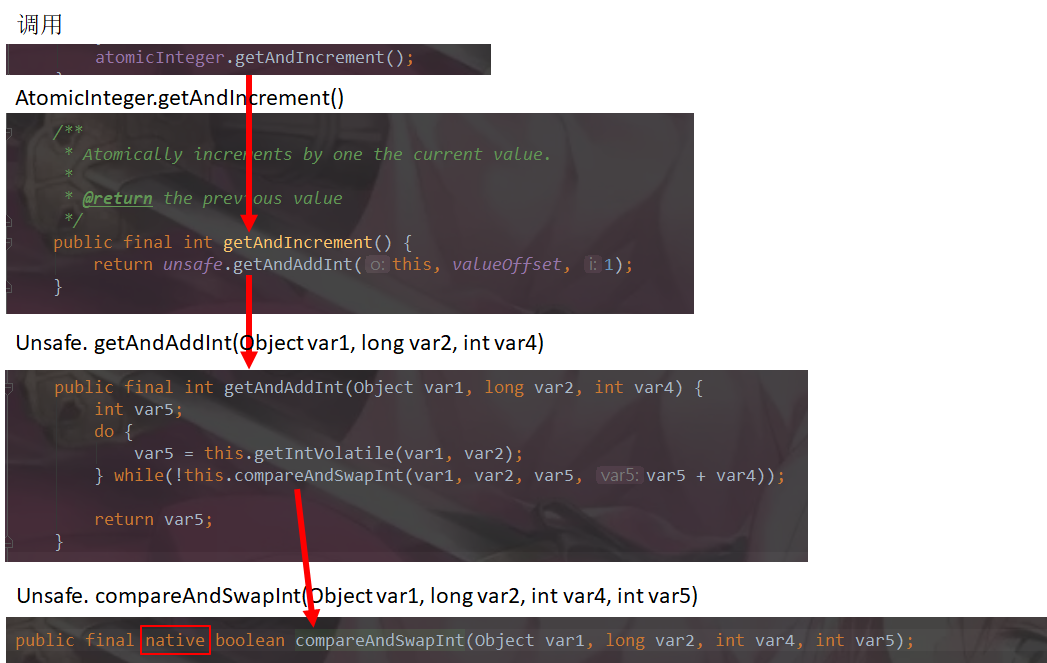 调用
atomicInteger.getAndIncrement();
AtomicInteger.getAndIncrement()
/**
* Atomically increments by one the current value.
*
* @return the previous value
*/
public final int getAndIncrement() {
return unsafe.getAndAddInt( o: this, valueOffset, i: 1);
}
Unsafe. getAndAddInt(Object var1, long var2, int var4)
public final int getAndAddInt(Object var1, long var2, int var4) {
int var5;
do {
var5 = this.getIntVolatile(var1, var2);
} while(!this.compareAndSwapInt(var1, var2, var5, var5: var5 + var4));
return var5;
}
Unsafe. compareAndSwapInt(Object var1, long var2, int var4, int var5)
public final native boolean compareAndSwapInt(Object var1, long var2, int var4, int var5);